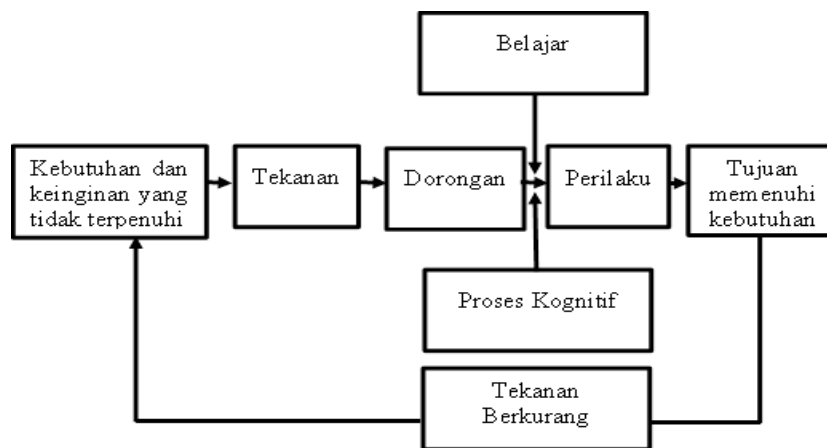 Belajar
Kebutuhan dan
keinginan yang
tidak terpenuhi
Tekanan
Dorongan
Perilaku
Tujuan
memenuhi
kebutuhan
Proses Kognitif
Tekanan
Berkurang